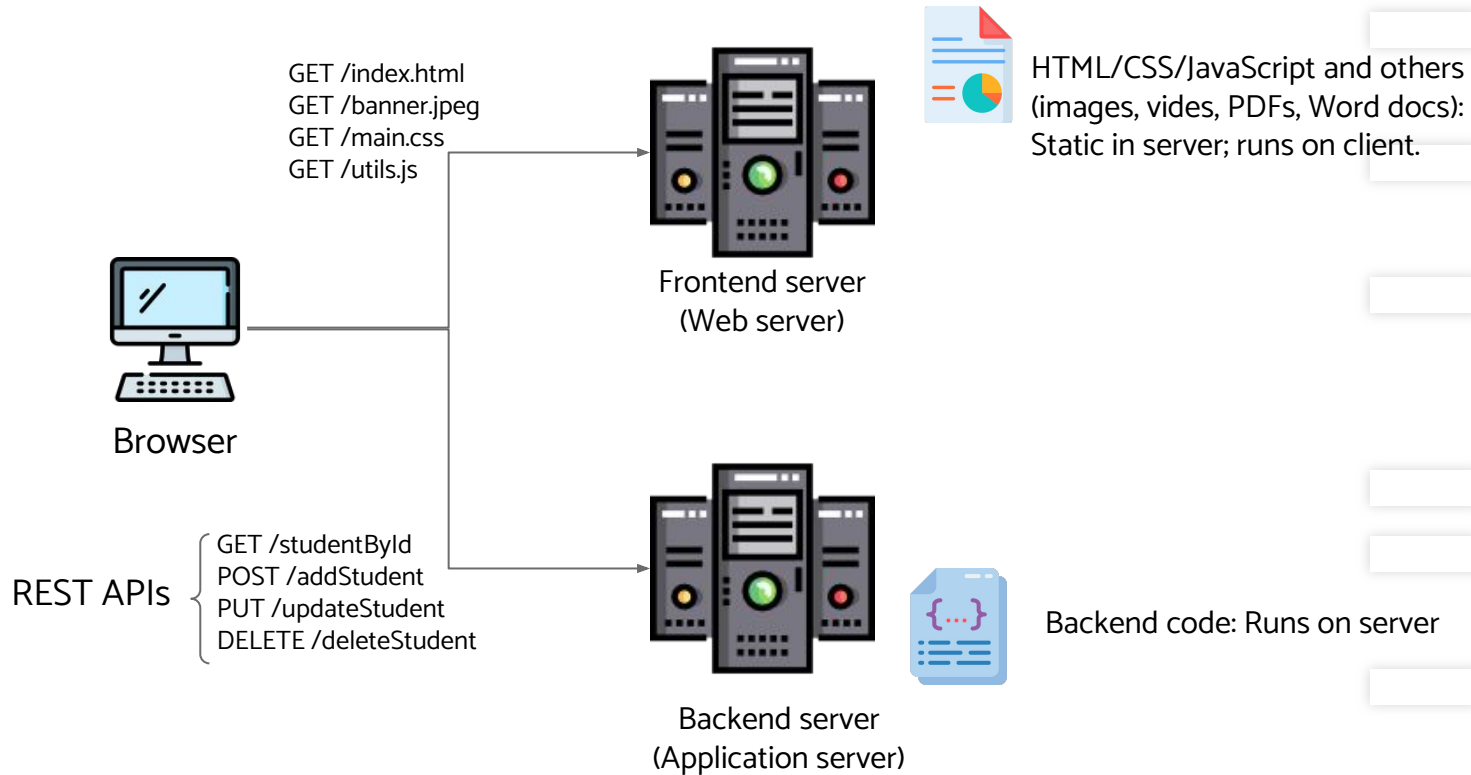 GET /index.html
GET /banner.jpeg
GET /main.css
GET /utils.js
HTML/CSS/JavaScript and others
(images, vides, PDFs, Word docs):
Static in server; runs on client.
Frontend server
(Web server)
Browser
REST APIs
GET /studentById
POST /addStudent
PUT /updateStudent
DELETE /deleteStudent
{...}
Backend code: Runs on server
Backend server
(Application server)